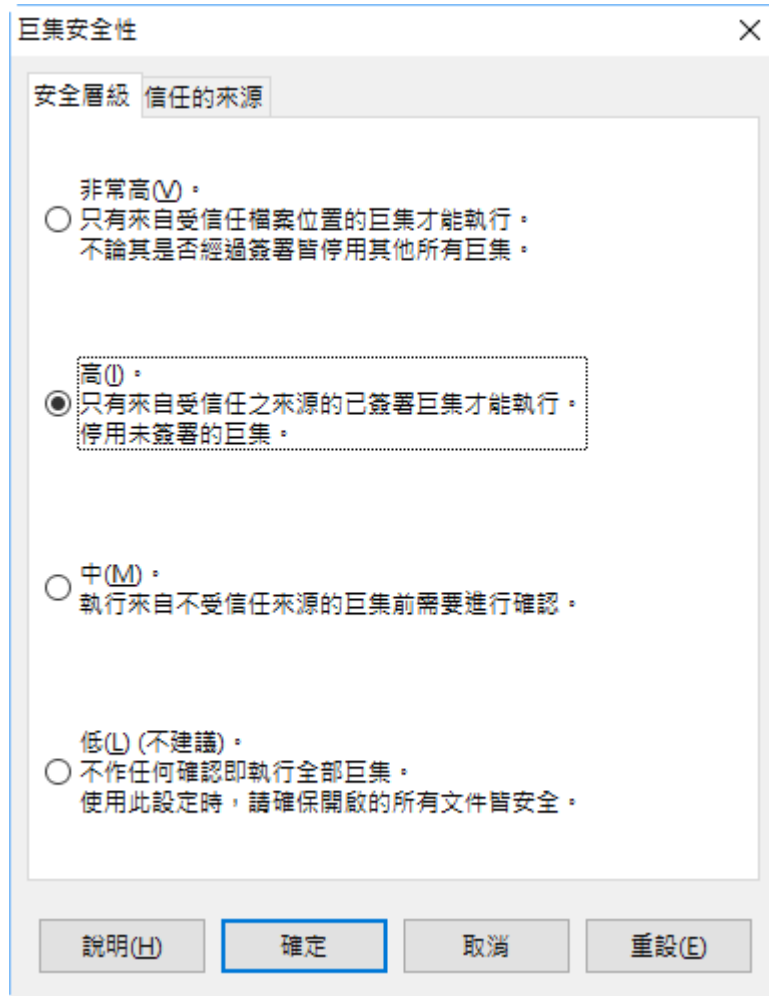 巨集安全性
安全層級 信任的來源
非常高(V)。
只有來自受信任檔案位置的巨集才能執行。
不論其是否經過簽署皆停用其他所有巨集。
高(I)。
只有來自受信任之來源的已簽署巨集才能執行。
停用未簽署的巨集。
中(M)。
執行來自不受信任來源的巨集前需要進行確認。
低(L) (不建議)。
不作任何確認即執行全部巨集。
使用此設定時，請確保開啟的所有文件皆安全。
說明(H) 確定 取消 重設(E)